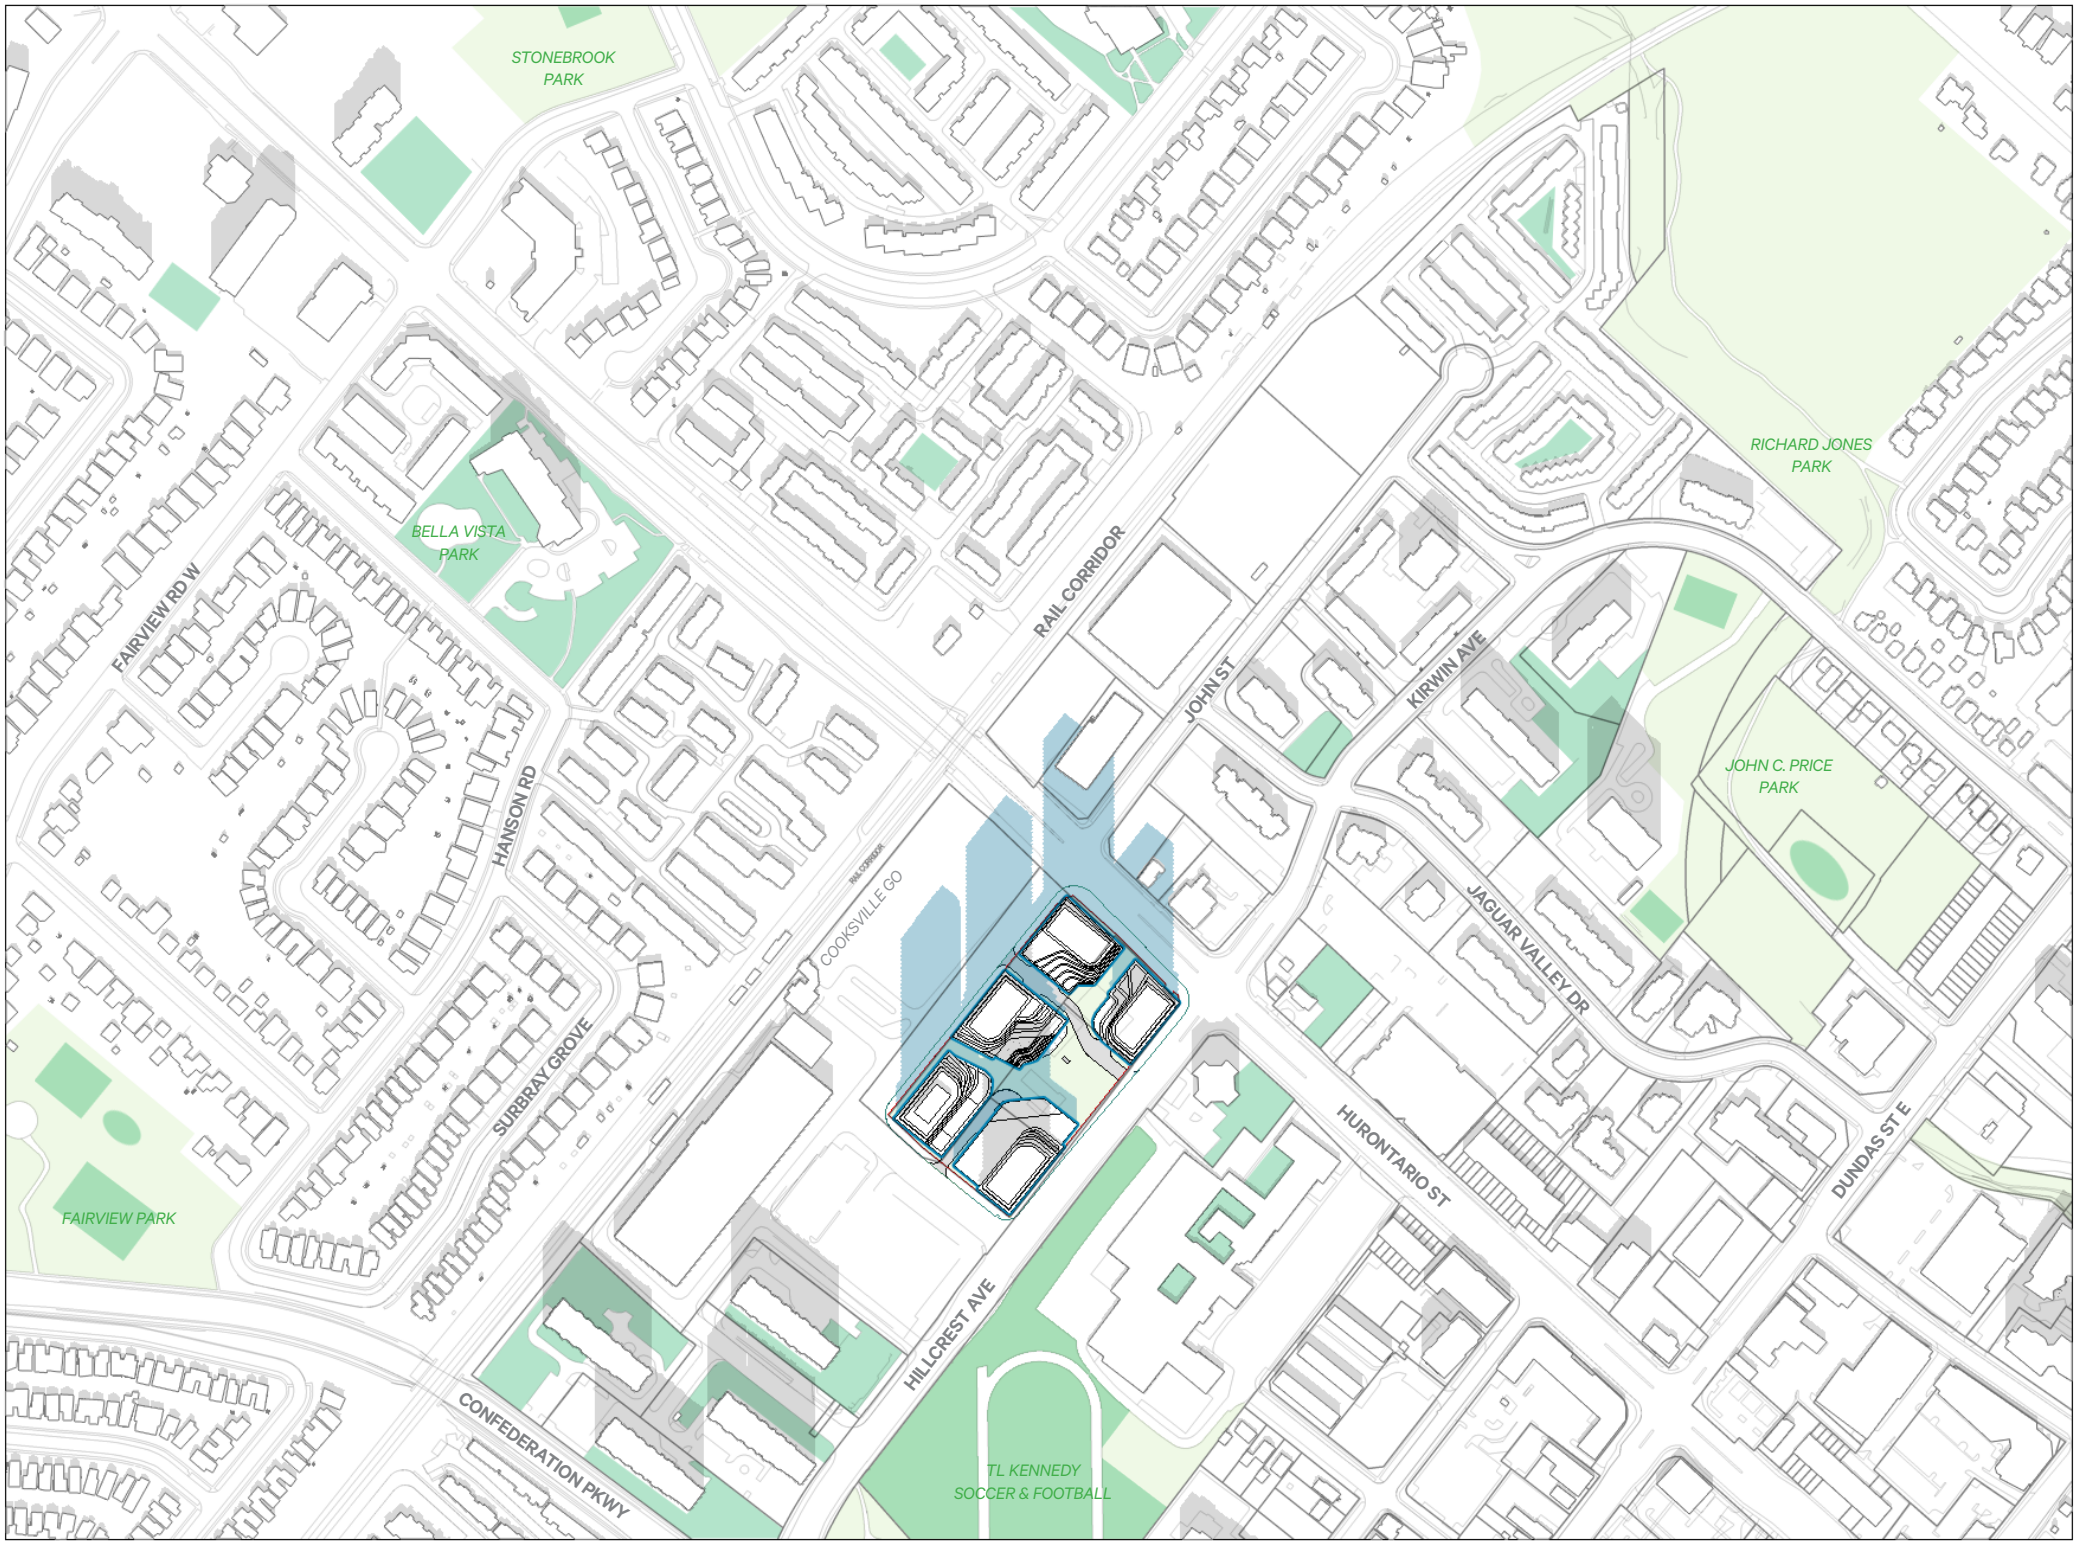 STONEBROOK
PARK
RICHARD JONES
PARK
BELLA VISTA
PARK
RAIL CORRIDOR
FAIRVIEW RD W
JOHN ST
KIRWIN AVE
HANSON RD
JOHN C. PRICE
PARK
RAIL CORRIDOR
COOKSVILLE GO
JAGUAR VALLEY DR
SURBRAY GROVE
HURONTARIO ST
DUNDAS ST E
FAIRVIEW PARK
HILLCREST AVE
CONFEDERATION PKWY
TL KENNEDY
SOCCER & FOOTBALL